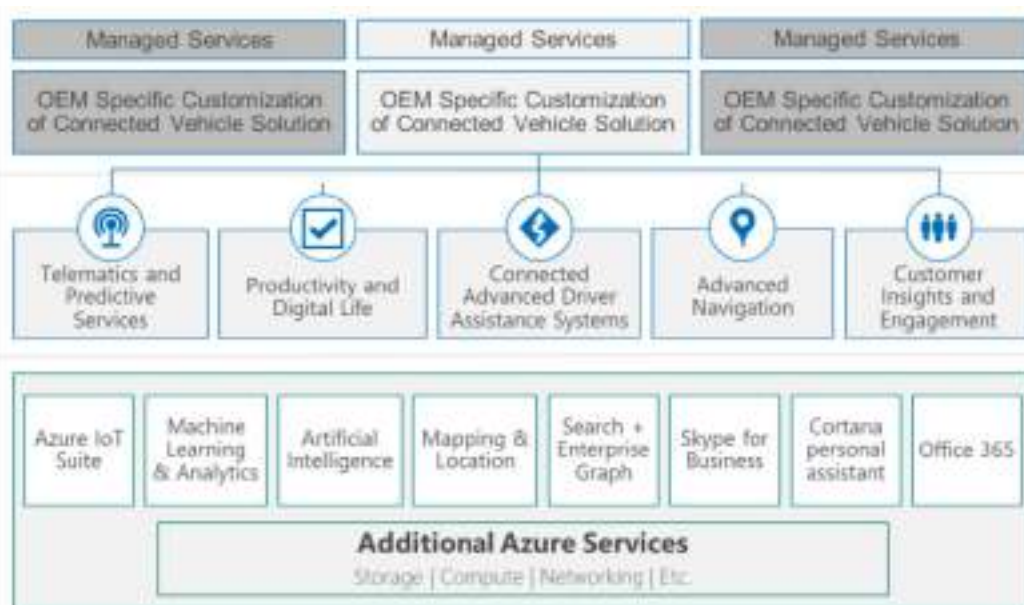 Managed Services
Managed Services
Managed Services
OEM Specific Customization
of Connected Vehicle Solution
OEM Specific Customization
of Connected Vehicle Solution
OEM Specific Customization
of Connected Vehicle Solution
Telematics and
Predictive
Services
Productivity and
Digital Life
Connected
Advanced Driver
Assistance Systems
Advanced
Navigation
Customer
Insights and
Engagement
Azure IoT
Suite
Machine
Learning
& Analytics
Artificial
Intelligence
Mapping &
Location
Search +
Enterprise
Graph
Skype for
Business
Cortana
personal
assistant
Office 365
Additional Azure Services
Storage | Compute | Networking | Etc.